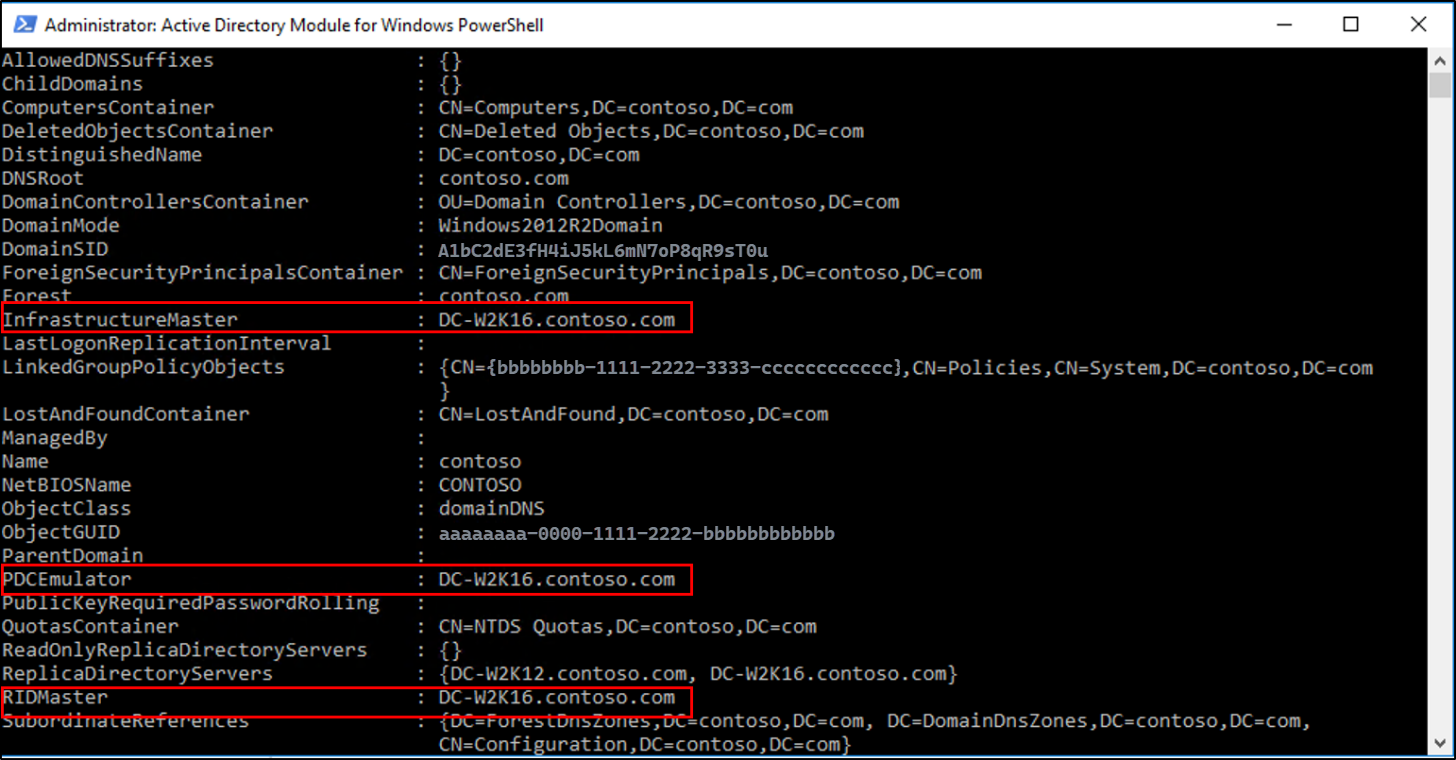 Administrator: Active Directory Module for Windows PowerShell
AllowedDNSSuffixes : {}
ChildDomains : {}
ComputersContainer : CN=Computers,DC=contoso,DC=com
DeletedObjectsContainer : CN=Deleted Objects,DC=contoso,DC=com
DistinguishedName : DC=contoso,DC=com
DNSRoot : contoso.com
DomainControllersContainer : OU=Domain Controllers,DC=contoso,DC=com
DomainMode : Windows2012R2Domain
DomainSID : A1bC2dE3fH4iJ5kL6mN7oP8qR9sT0u
ForeignSecurityPrincipalsContainer : CN=ForeignSecurityPrincipals,DC=contoso,DC=com
Forest : contoso.com
InfrastructureMaster : DC-W2K16.contoso.com
LastLogonReplicationInterval :
LinkedGroupPolicyObjects : {CN={bbbbbbbb-1111-2222-3333-cccccccccccc},CN=Policies,CN=System,DC=contoso,DC=com
}
LostAndFoundContainer : CN=LostAndFound,DC=contoso,DC=com
ManagedBy :
Name : contoso
NetBIOSName : CONTOSO
ObjectClass : domainDNS
ObjectGUID : aaaaaaaa-0000-1111-2222-bbbbbbbbbbbb
ParentDomain :
PDCEmulator : DC-W2K16.contoso.com
PublicKeyRequiredPasswordRolling :
QuotasContainer : CN=NTDS Quotas,DC=contoso,DC=com
ReadOnlyReplicaDirectoryServers : {}
ReplicaDirectoryServers : {DC-W2K12.contoso.com, DC-W2K16.contoso.com}
RIDMaster : DC-W2K16.contoso.com
SubordinateReferences : {DC=ForestDnsZones,DC=contoso,DC=com, DC=DomainDnsZones,DC=contoso,DC=com,
CN=Configuration,DC=contoso,DC=com}